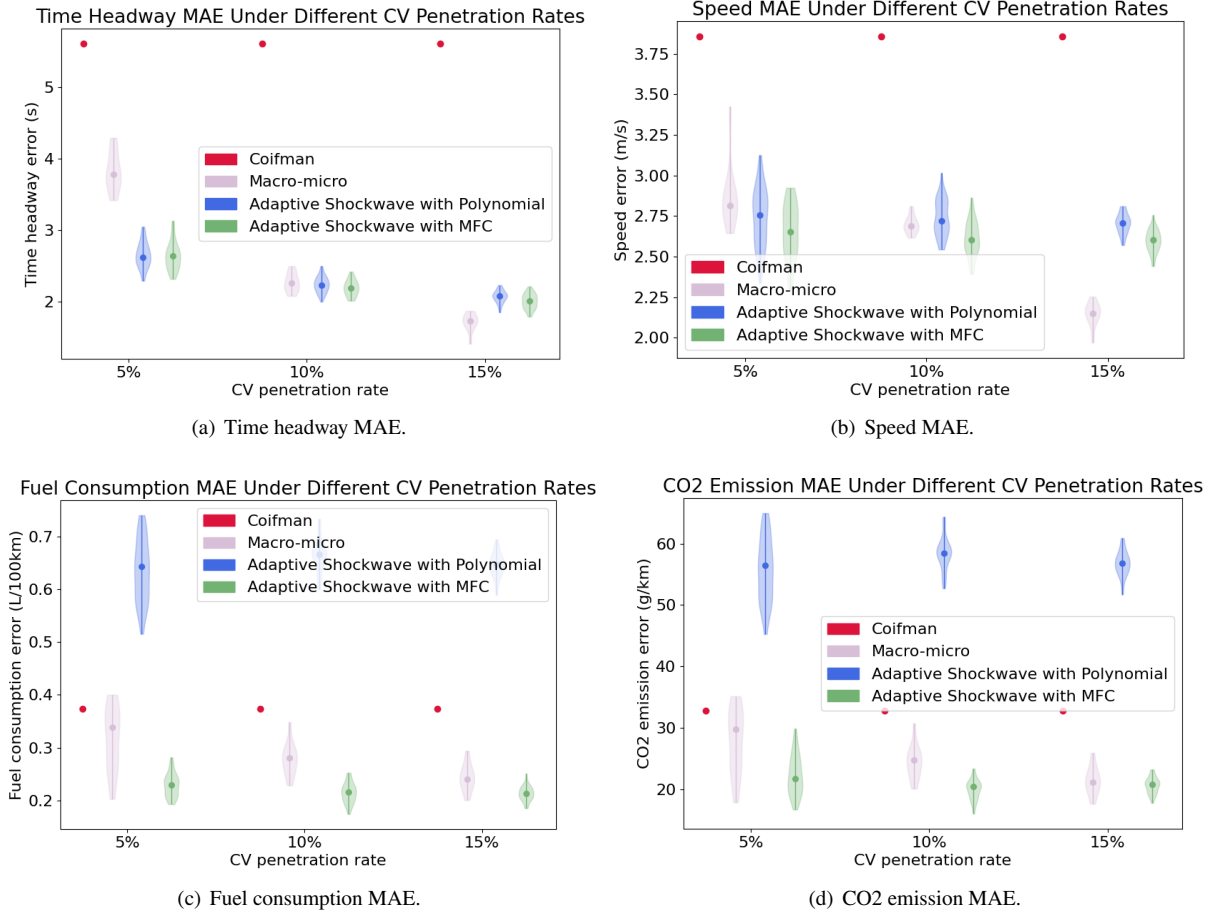 Time Headway MAE Under Different CV Penetration Rates
Time headway error (s)
5
4
3
2
Coifman
Macro-micro
Adaptive Shockwave with Polynomial
Adaptive Shockwave with MFC
5%
10%
15%
CV penetration rate
(a) Time headway MAE.
Speed MAE Under Different CV Penetration Rates
Speed error (m/s)
3.75
3.50
3.25
3.00
2.75
2.50
2.25
2.00
Coifman
Macro-micro
Adaptive Shockwave with Polynomial
Adaptive Shockwave with MFC
5%
10%
15%
CV penetration rate
(b) Speed MAE.
Fuel Consumption MAE Under Different CV Penetration Rates
Fuel consumption error (L/100km)
0.7
0.6
0.5
0.4
0.3
0.2
Coifman
Macro-micro
Adaptive Shockwave with Polynomial
Adaptive Shockwave with MFC
5%
10%
15%
CV penetration rate
(c) Fuel consumption MAE.
CO2 Emission MAE Under Different CV Penetration Rates
CO2 emission error (g/km)
60
50
40
30
20
Coifman
Macro-micro
Adaptive Shockwave with Polynomial
Adaptive Shockwave with MFC
5%
10%
15%
CV penetration rate
(d) CO2 emission MAE.